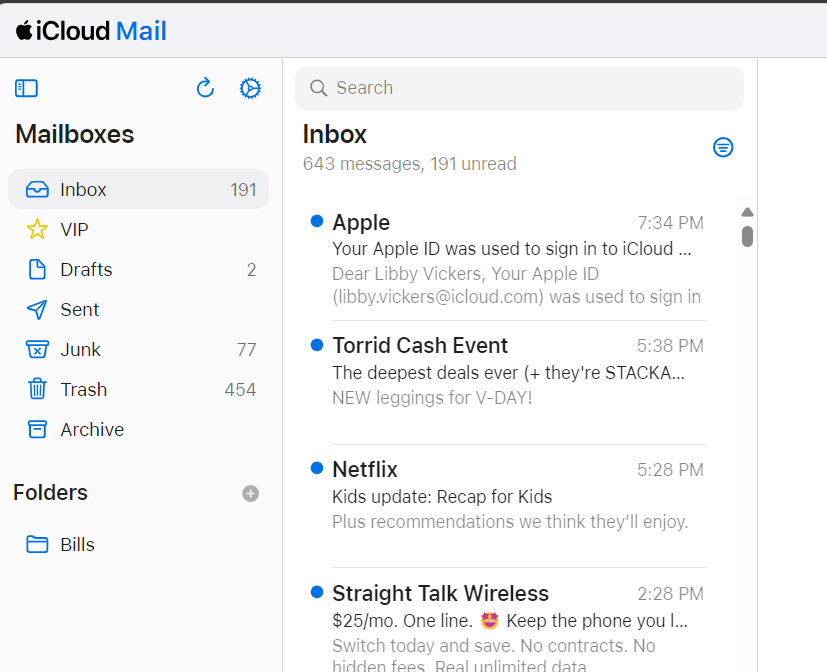 iCloud Mail
Search
Mailboxes
Inbox 191
VIP
Drafts 2
Sent
Junk 77
Trash 454
Archive
Folders
Bills
Inbox
643 messages, 191 unread
Apple 7:34 PM
Your Apple ID was used to sign in to iCloud ...
Dear Libby Vickers, Your Apple ID
(libby.vickers@icloud.com) was used to sign in
Torrid Cash Event 5:38 PM
The deepest deals ever (+ they're STACKA...
NEW leggings for V-DAY!
Netflix 5:28 PM
Kids update: Recap for Kids
Plus recommendations we think they’ll enjoy.
Straight Talk Wireless 2:28 PM
$25/mo. One line. 🤩 Keep the phone you l...
Switch today and save. No contracts. No
hidden fees. Real unlimited data